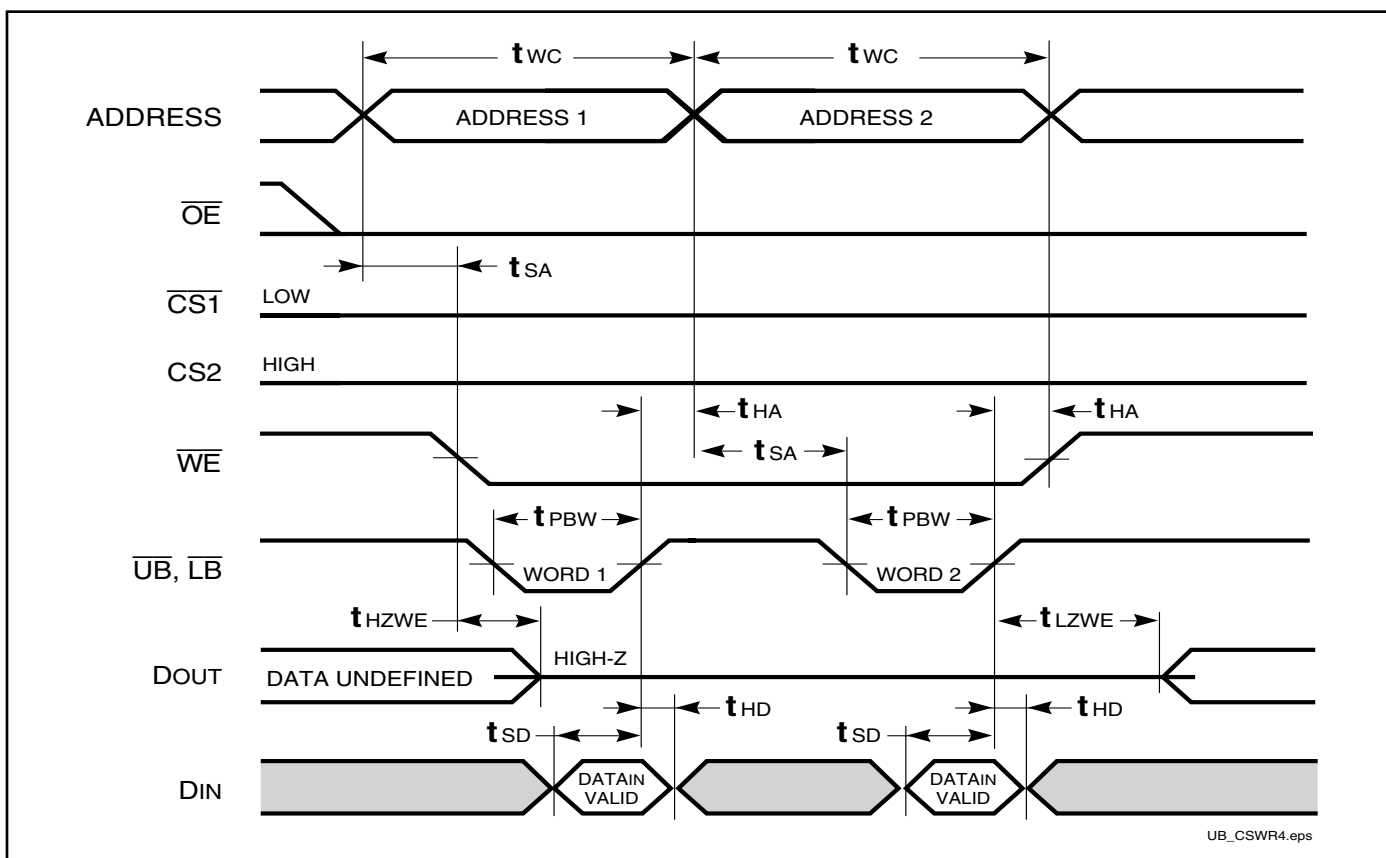 tWC tWC
ADDRESS ADDRESS 1 ADDRESS 2
OE
tSA
CS1 LOW
CS2 HIGH
tHA tHA
WE tSA
tPBW tPBW
UB, LB WORD 1 WORD 2
tHZWE tLZWE
DOUT DATA UNDEFINED HIGH-Z
tSD tHD tSD tHD
DIN DATAIN VALID DATAIN VALID
UB_CSWR4.eps